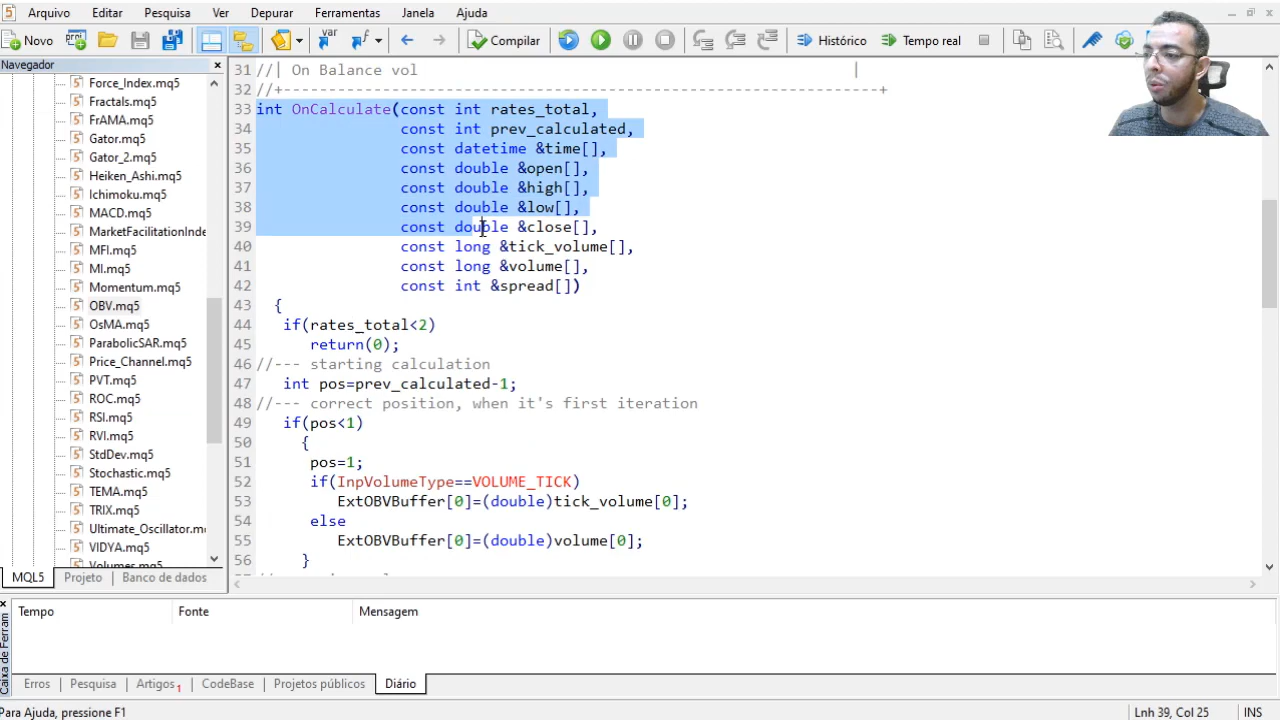 Arquivo Editar Pesquisa Ver Depurar Ferramentas Janela Ajuda
Novo Compilar Histórico Tempo real
Navegador
Force_Index.mq5
Fractals.mq5
FrAMA.mq5
Gator.mq5
Gator_2.mq5
Heiken_Ashi.mq5
Ichimoku.mq5
MACD.mq5
MarketFacilitationInde
MFI.mq5
MI.mq5
Momentum.mq5
OBV.mq5
OsMA.mq5
ParabolicSAR.mq5
Price_Channel.mq5
PVT.mq5
ROC.mq5
RSI.mq5
RVI.mq5
StdDev.mq5
Stochastic.mq5
TEMA.mq5
TRIX.mq5
Ultimate_Oscillator.m
VIDYA.mq5
Volumes.mq5
MQL5 Projeto Banco de dados
31 //| On Balance vol |
32 //+------------------------------------------------------------------+
33 int OnCalculate(const int rates_total,
34 const int prev_calculated,
35 const datetime &time[],
36 const double &open[],
37 const double &high[],
38 const double &low[],
39 const double &close[],
40 const long &tick_volume[],
41 const long &volume[],
42 const int &spread[])
43 {
44 if(rates_total<2)
45 return(0);
46 //--- starting calculation
47 int pos=prev_calculated-1;
48 //--- correct position, when it's first iteration
49 if(pos<1)
50 {
51 pos=1;
52 if(InpVolumeType==VOLUME_TICK)
53 ExtOBVBuffer[0]=(double)tick_volume[0];
54 else
55 ExtOBVBuffer[0]=(double)volume[0];
56 }
Tempo Fonte Mensagem
Caixa de Ferram
Erros Pesquisa Artigos 1 CodeBase Projetos públicos Diário
Para Ajuda, pressione F1 Lnh 39, Col 25 INS